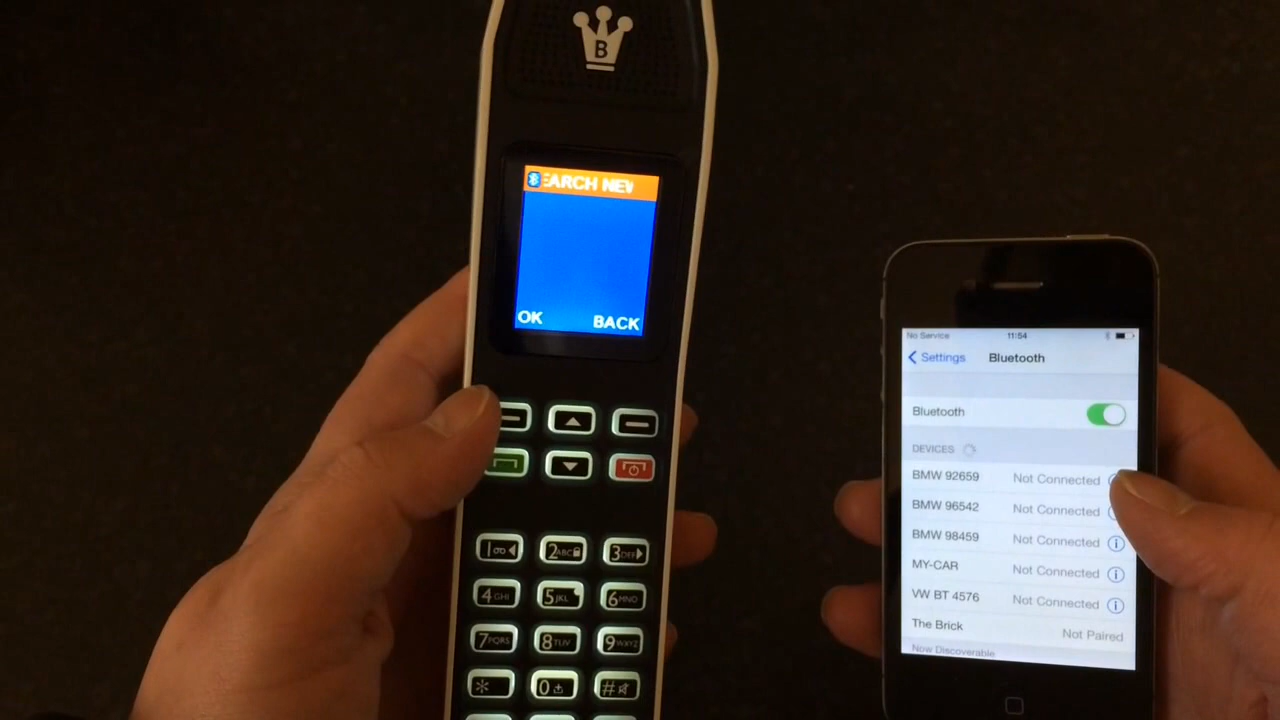 B
EARCH NEW
OK BACK
1 2ABC 3DEF
4GHI 5JKL 6MNO
7PQRS 8TUV 9WXYZ
* 0 #
No Service 11:54
Settings Bluetooth
Bluetooth
DEVICES
BMW 92659 Not Connected
BMW 96542 Not Connected
BMW 98459 Not Connected
MY-CAR Not Connected
VW BT 4576 Not Connected
The Brick Not Paired
Now Discoverable